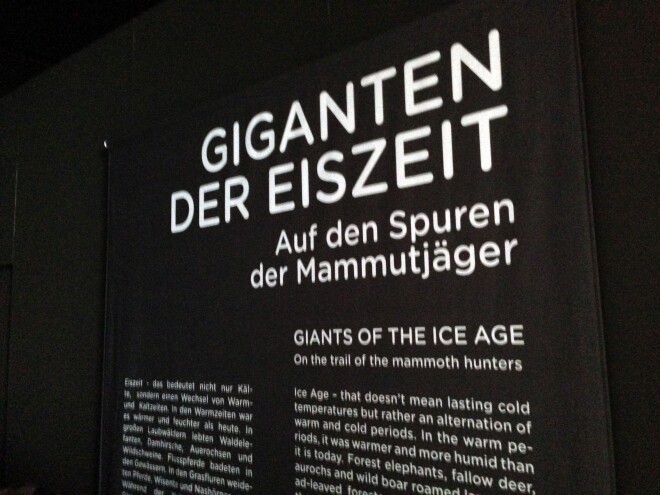 GIGANTEN
DER EISZEIT
Auf den Spuren
der Mammutjäger
GIANTS OF THE ICE AGE
On the trail of the mammoth hunters
Eiszeit - das bedeutet nicht nur Käl-
te, sondern einen Wechsel von Warm-
und Kaltzeiten. In den Warmzeiten war
es wärmer und feuchter als heute. In
großen Laubwäldern lebten Waldele-
fanten, Damhirsche, Auerochsen und
Wildschweine. Flusspferde badeten in
den Gewässern. In den Grasfluren weide-
ten Pferde, Wisente und Nashörner.
Während der
Ice Age - that doesn't mean lasting cold
temperatures but rather an alternation of
warm and cold periods. In the warm pe-
riods, it was warmer and more humid than
it is today. Forest elephants, fallow deer,
aurochs and wild boar roamed
ad-leaved